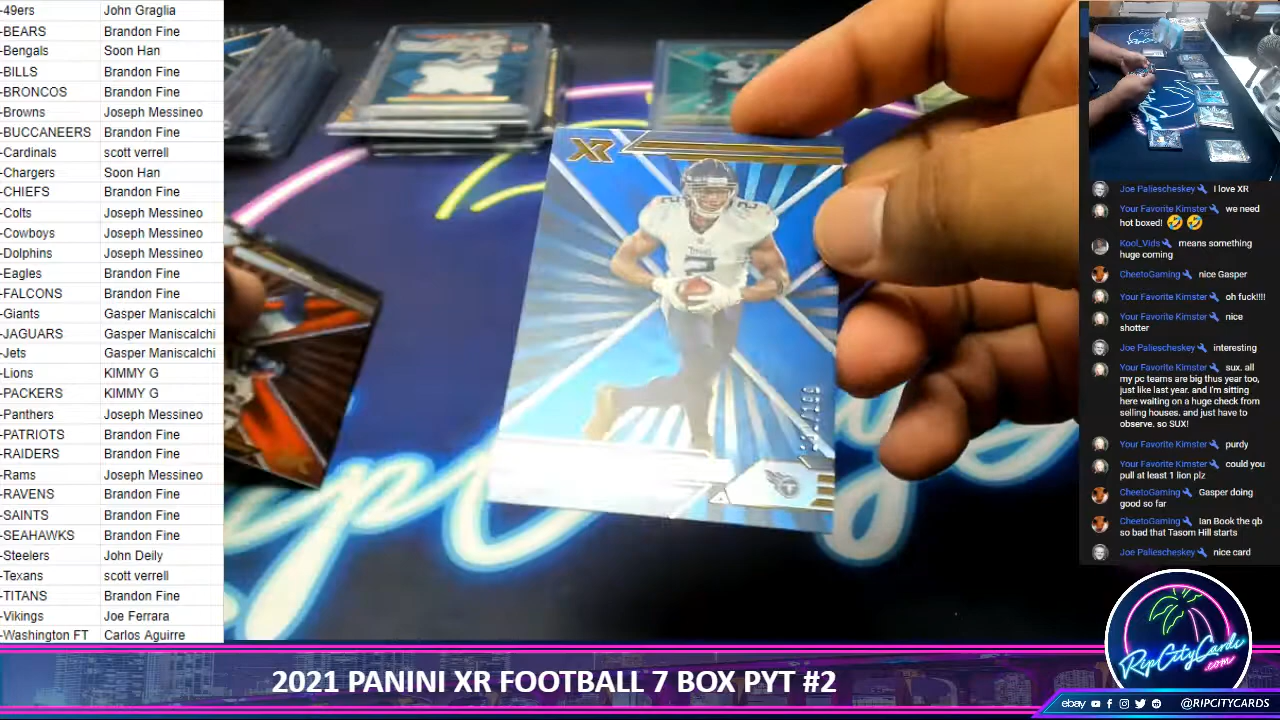 -49ers John Graglia
-BEARS Brandon Fine
-Bengals Soon Han
-BILLS Brandon Fine
-BRONCOS Brandon Fine
-Browns Joseph Messineo
-BUCCANEERS Brandon Fine
-Cardinals scott verrell
-Chargers Soon Han
-CHIEFS Brandon Fine
-Colts Joseph Messineo
-Cowboys Joseph Messineo
-Dolphins Joseph Messineo
-Eagles Brandon Fine
-FALCONS Brandon Fine
-Giants Gasper Maniscalchi
-JAGUARS Gasper Maniscalchi
-Jets Gasper Maniscalchi
-Lions KIMMY G
-PACKERS KIMMY G
-Panthers Joseph Messineo
-PATRIOTS Brandon Fine
-RAIDERS Brandon Fine
-Rams Joseph Messineo
-RAVENS Brandon Fine
-SAINTS Brandon Fine
-SEAHAWKS Brandon Fine
-Steelers John Deily
-Texans scott verrell
-TITANS Brandon Fine
-Vikings Joe Ferrara
-Washington FT Carlos Aguirre
XR
2
Joe Paliescheskey I love XR
Your Favorite Kimster we need
hot boxed! 🤣 🤣
Kool_Vids means something
huge coming
CheetoGaming nice Gasper
Your Favorite Kimster oh fuck!!!!
Your Favorite Kimster nice
shotter
Joe Paliescheskey interesting
Your Favorite Kimster sux. all
my pc teams are big thus year too,
just like last year. and I'm sitting
here waiting on a huge check from
selling houses. and just have to
observe. so SUX!
Your Favorite Kimster purdy
Your Favorite Kimster could you
pull at least 1 lion plz
CheetoGaming Gasper doing
good so far
CheetoGaming Ian Book the qb
so bad that Tasom Hill starts
Joe Paliescheskey nice card
RipCityCards
.com
2021 PANINI XR FOOTBALL 7 BOX PYT #2
ebay @RIPCITYCARDS